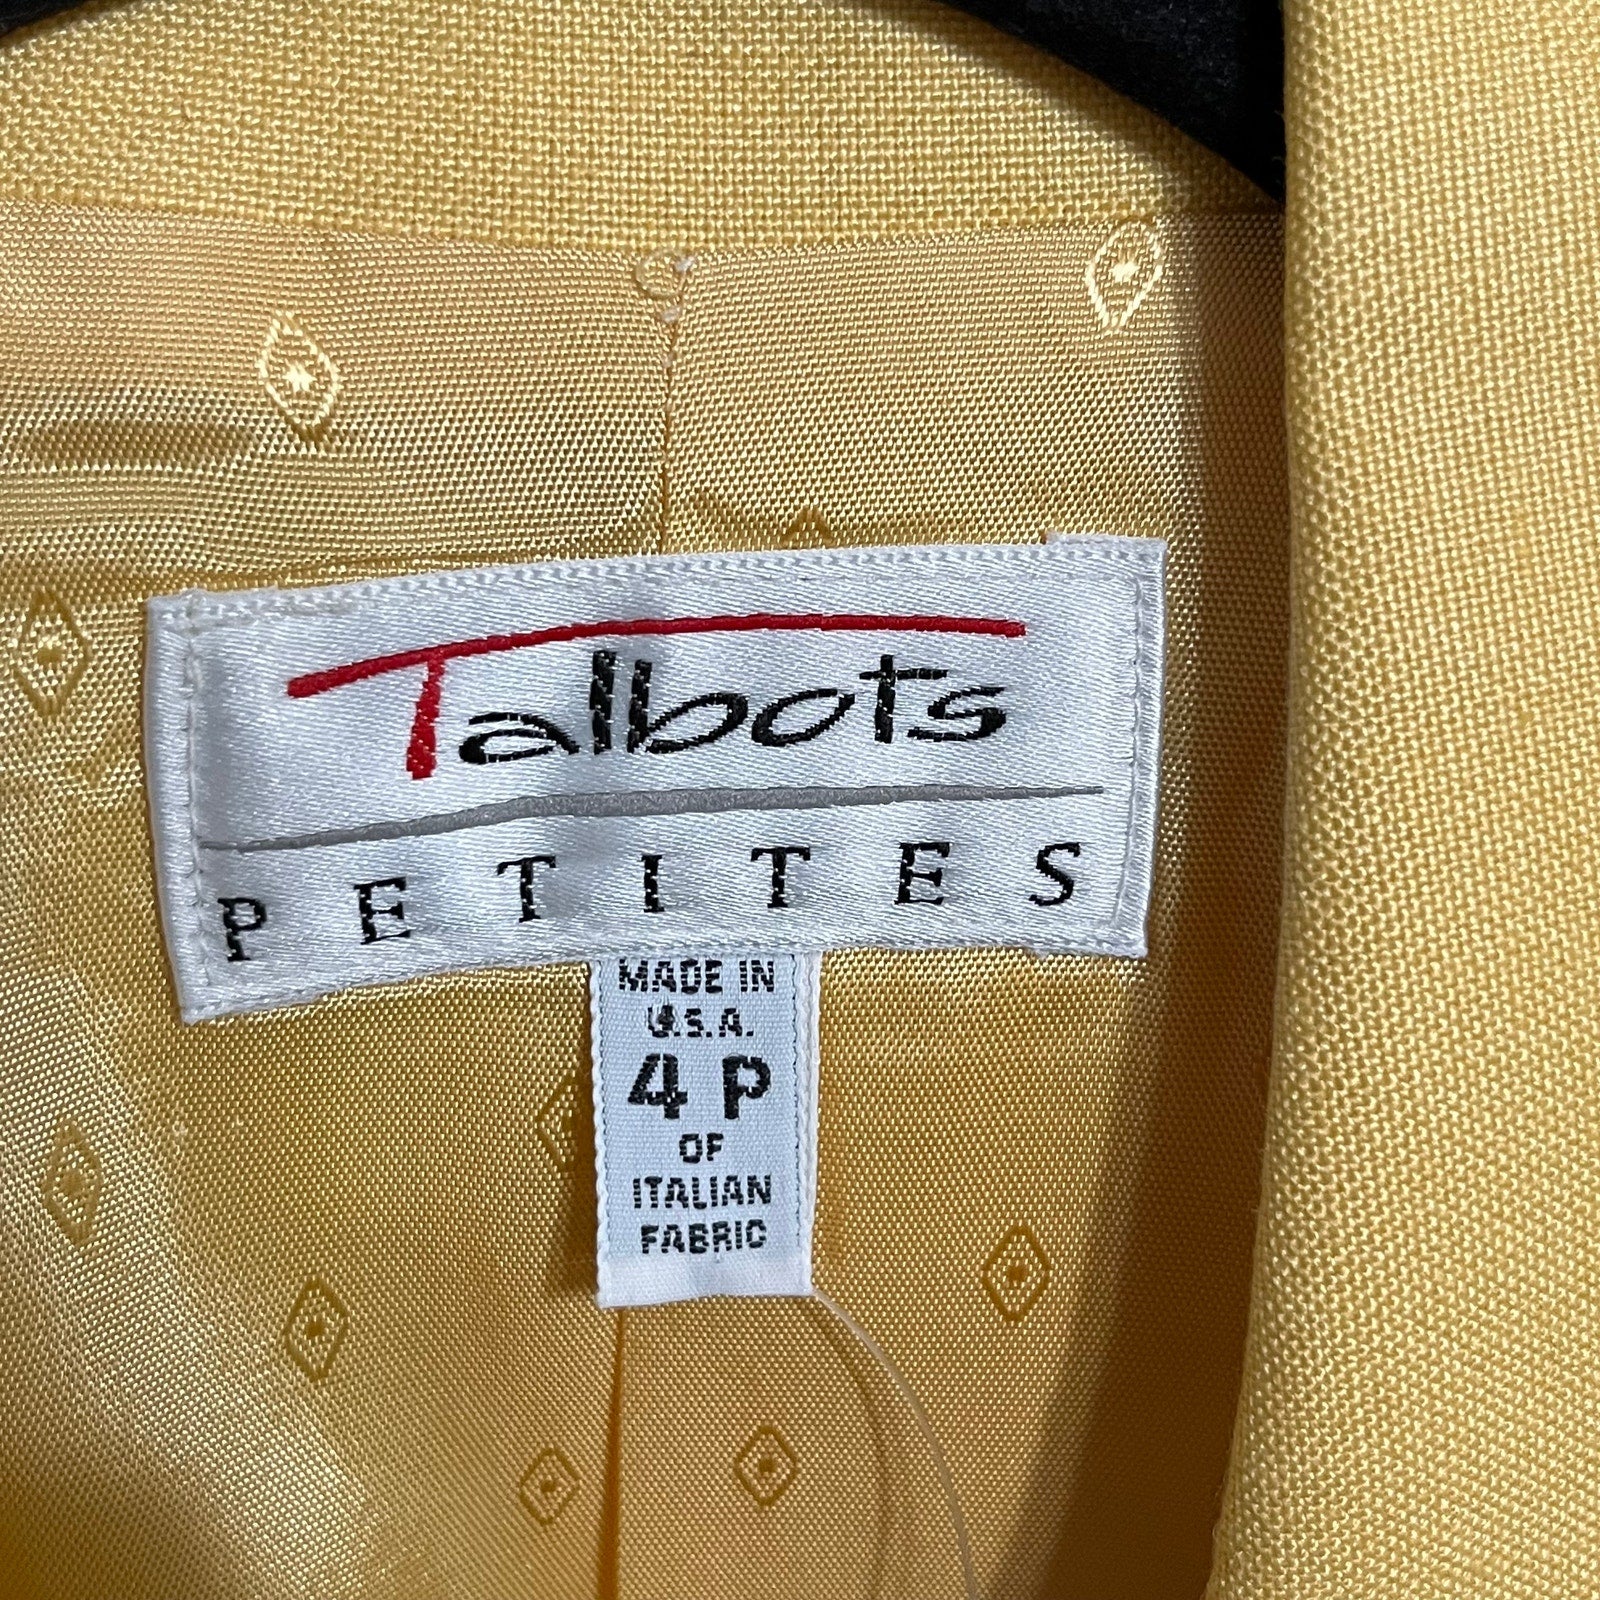 Talbots
PETITES
MADE IN
U.S.A.
4 P
OF
ITALIAN
FABRIC